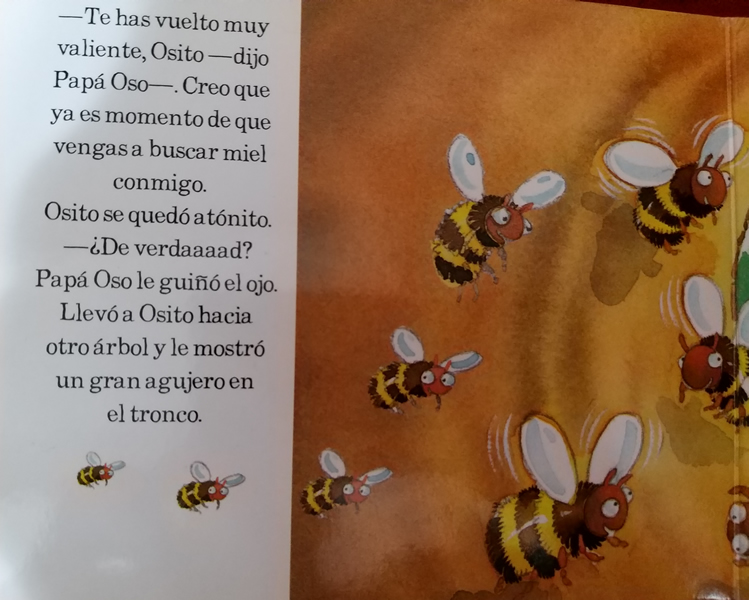 —Te has vuelto muy
valiente, Osito —dijo
Papá Oso—. Creo que
ya es momento de que
vengas a buscar miel
conmigo.
Osito se quedó atónito.
—¿De verdaaaad?
Papá Oso le guiñó el ojo.
Llevó a Osito hacia
otro árbol y le mostró
un gran agujero en
el tronco.